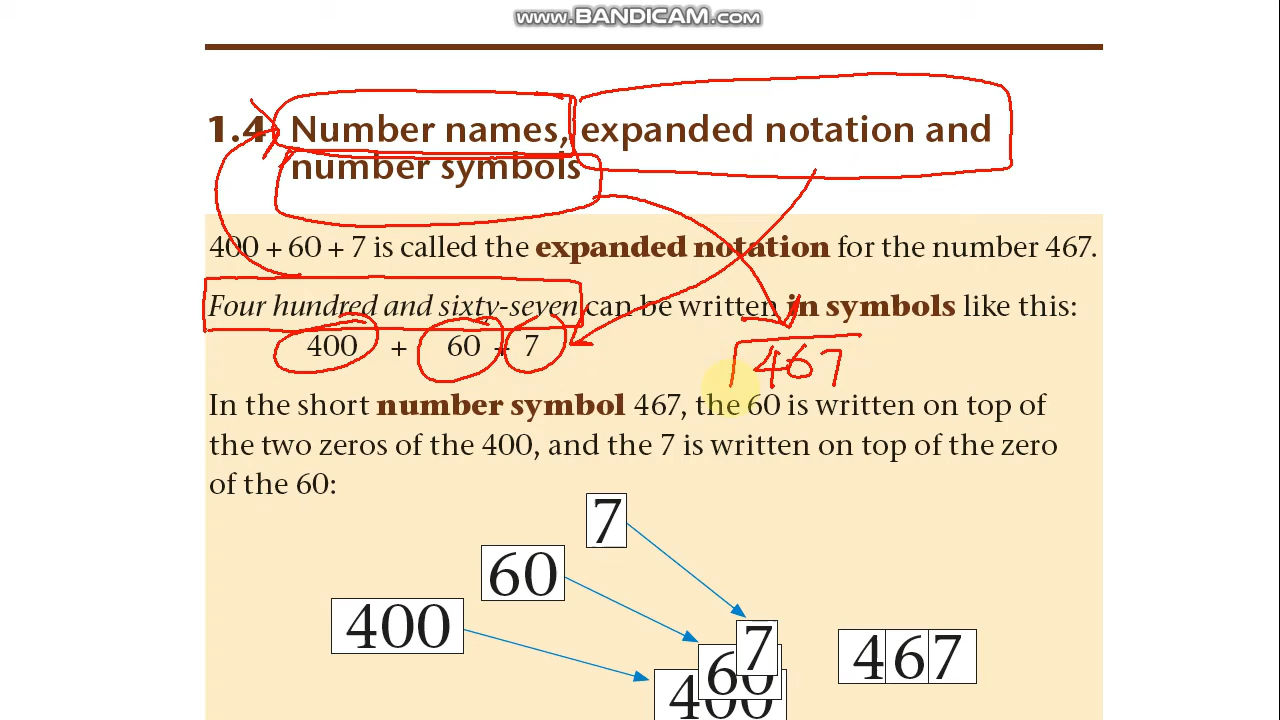 www.BANDICAM.com
1.4 Number names, expanded notation and
number symbols
400 + 60 + 7 is called the expanded notation for the number 467.
Four hundred and sixty-seven can be written in symbols like this:
400 + 60 + 7
467
In the short number symbol 467, the 60 is written on top of
the two zeros of the 400, and the 7 is written on top of the zero
of the 60:
7
60
400
7
60
400
467